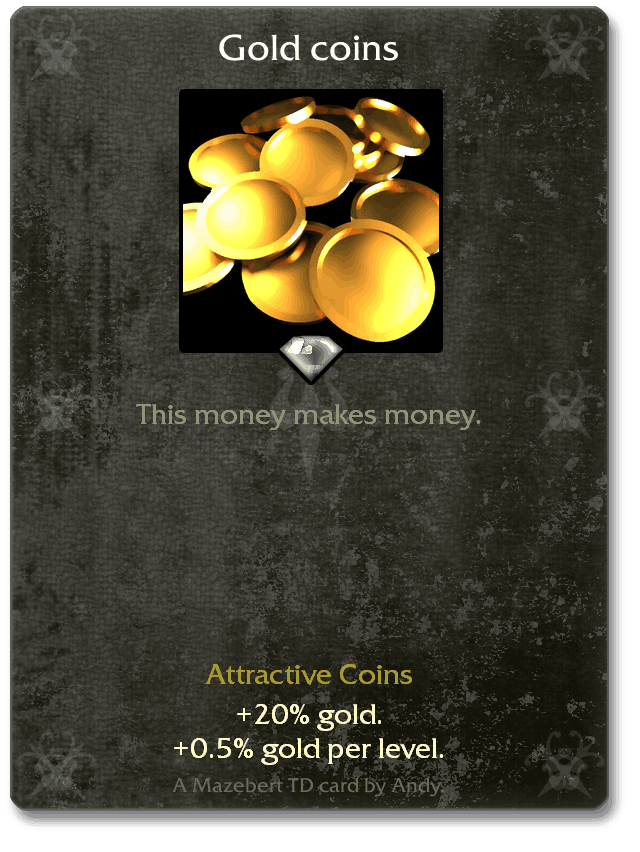 Gold coins
This money makes money.
Attractive Coins
+20% gold.
+0.5% gold per level.
A Mazebert TD card by Andy.